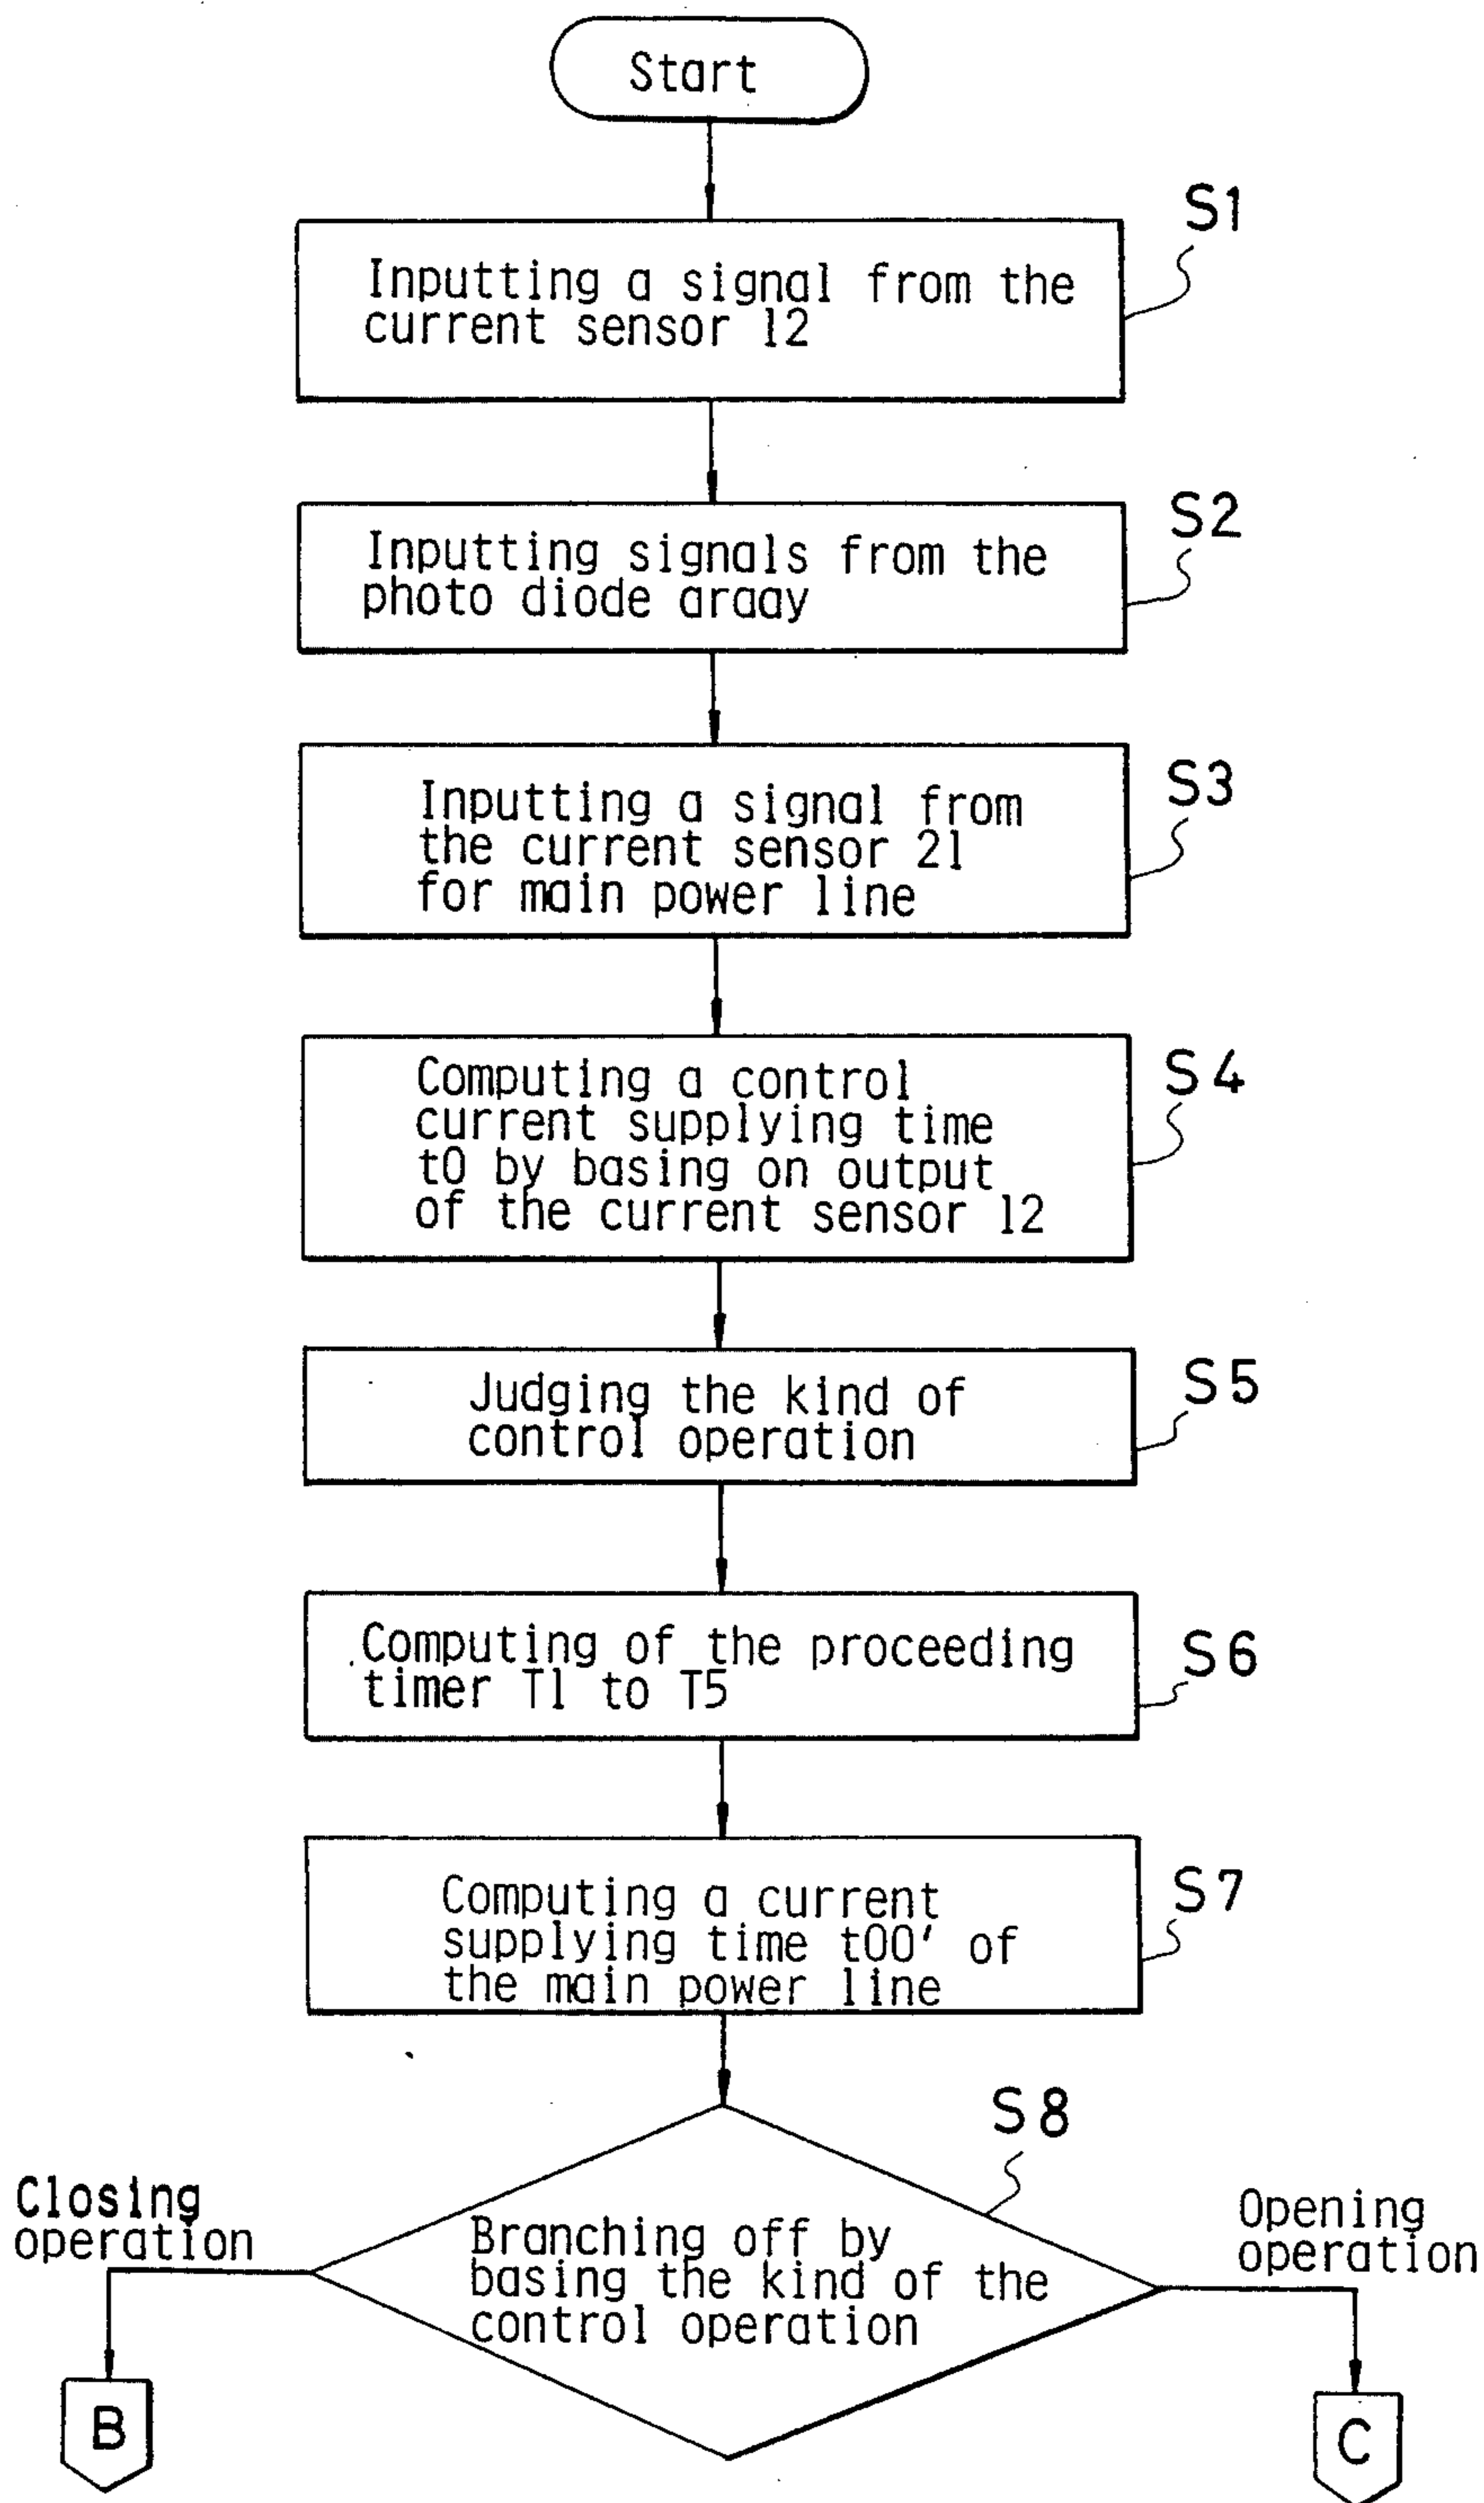 Start
S1
Inputting a signal from the
current sensor 12
S2
Inputting signals from the
photo diode araay
S3
Inputting a signal from
the current sensor 21
for main power line
S4
Computing a control
current supplying time
t0 by basing on output
of the current sensor 12
S5
Judging the kind of
control operation
S6
Computing of the proceeding
timer T1 to T5
S7
Computing a current
supplying time t00' of
the main power line
S8
Closing
operation
Branching off by
basing the kind of the
control operation
Opening
operation
B
C